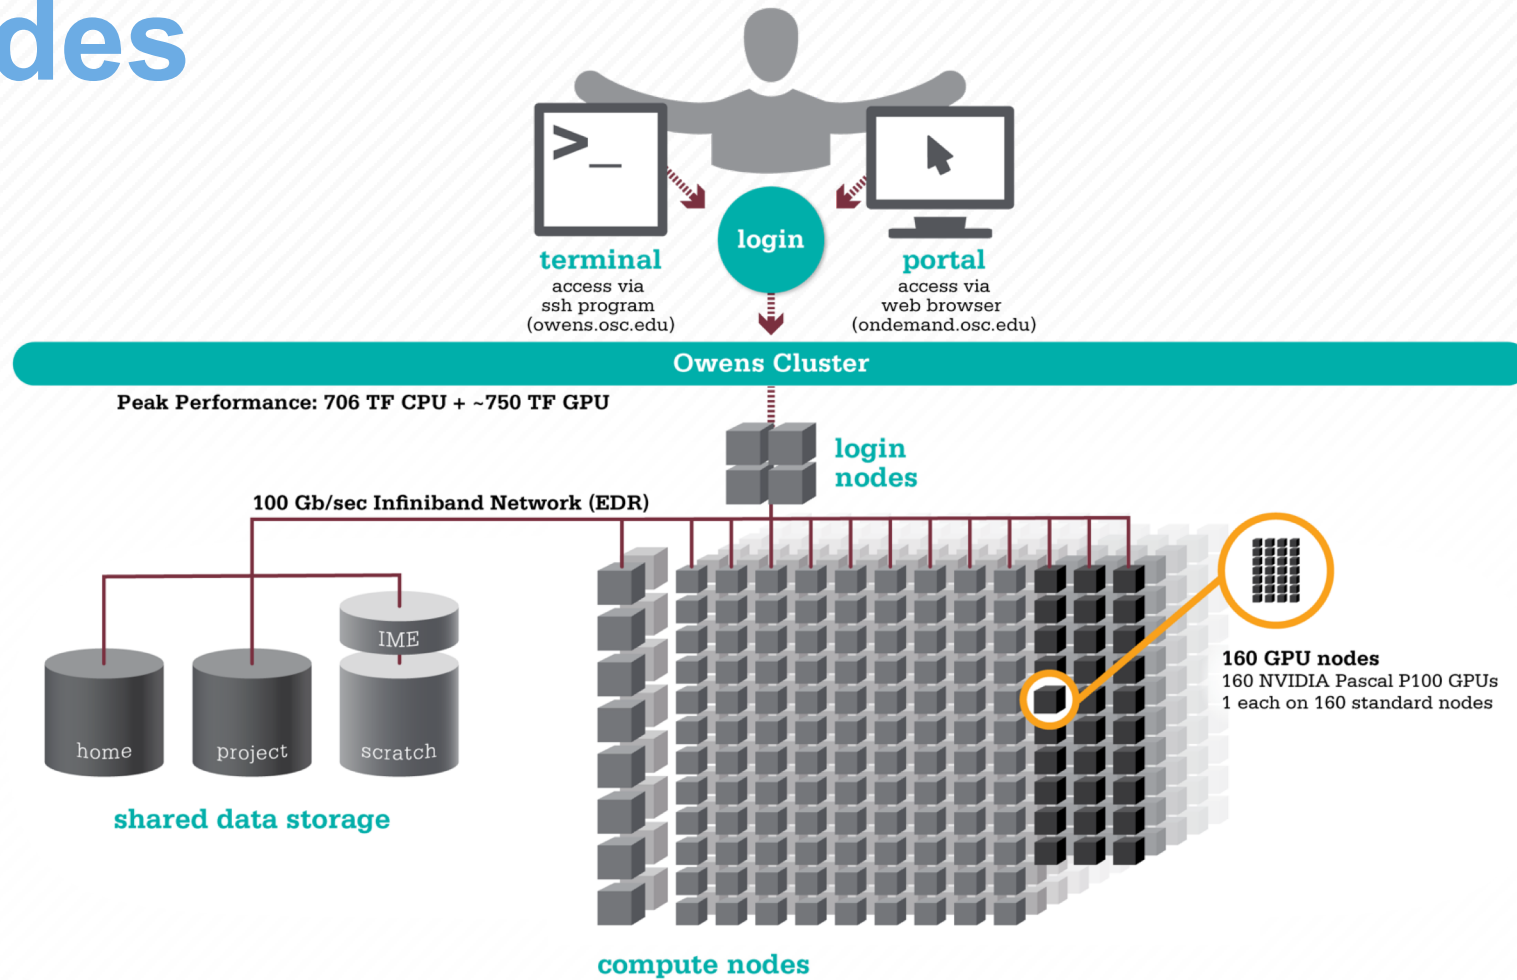 des
>_
login
terminal
access via
ssh program
(owens.osc.edu)
portal
access via
web browser
(ondemand.osc.edu)
Owens Cluster
Peak Performance: 706 TF CPU + ~750 TF GPU
login
nodes
100 Gb/sec Infiniband Network (EDR)
IME
home
project
scratch
shared data storage
160 GPU nodes
160 NVIDIA Pascal P100 GPUs
1 each on 160 standard nodes
compute nodes